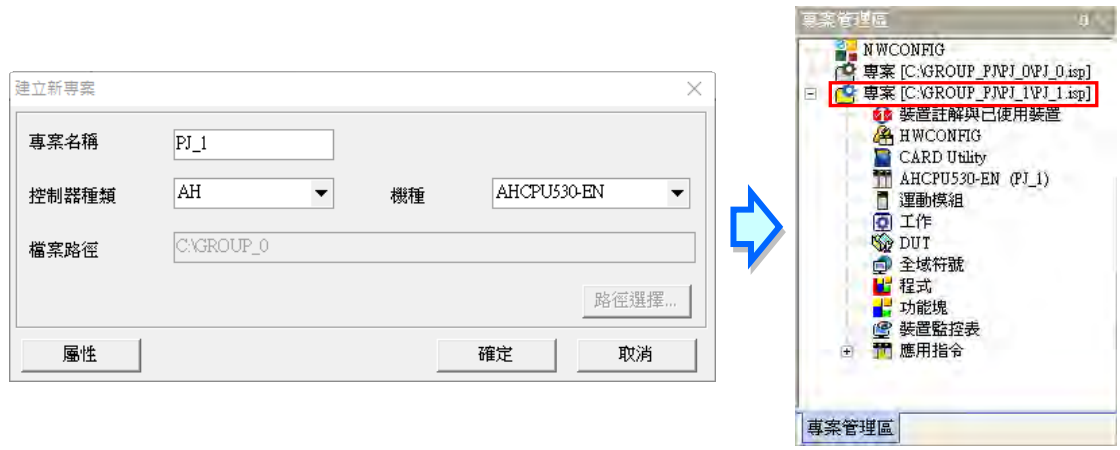 建立新專案
專案名稱 PJ_1
控制器種類 AH 機種 AHCPU530-EN
檔案路徑 C:\GROUP_0
路徑選擇...
屬性 確定 取消
專案管理區
NWCONFIG
專案 [C:\GROUP_PJ\PJ_0\PJ_0.isp]
專案 [C:\GROUP_PJ\PJ_1\PJ_1.isp]
裝置註解與已使用裝置
HWCONFIG
CARD Utility
AHCPU530-EN (PJ_1)
運動模組
工作
DUT
全域符號
程式
功能塊
裝置監控表
應用指令
專案管理區